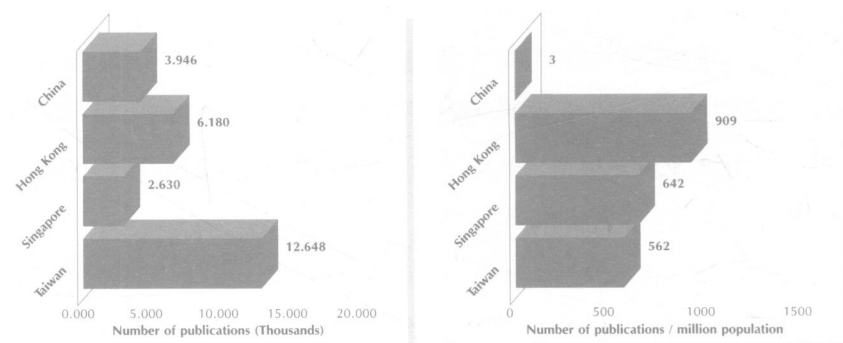 China
3.946
Hong Kong
6.180
Singapore
2.630
Taiwan
12.648
0.000 5.000 10.000 15.000 20.000
Number of publications (Thousands)
China
3
Hong Kong
909
Singapore
642
Taiwan
562
0 500 1000 1500
Number of publications / million population